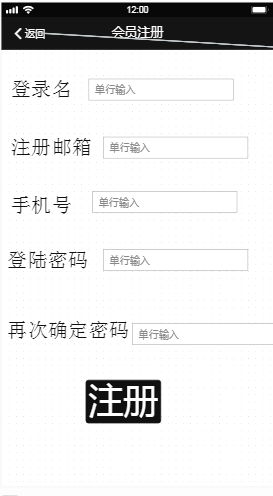 12:00
返回 会员注册
登录名 单行输入
注册邮箱 单行输入
手机号 单行输入
登陆密码 单行输入
再次确定密码 单行输入
注册